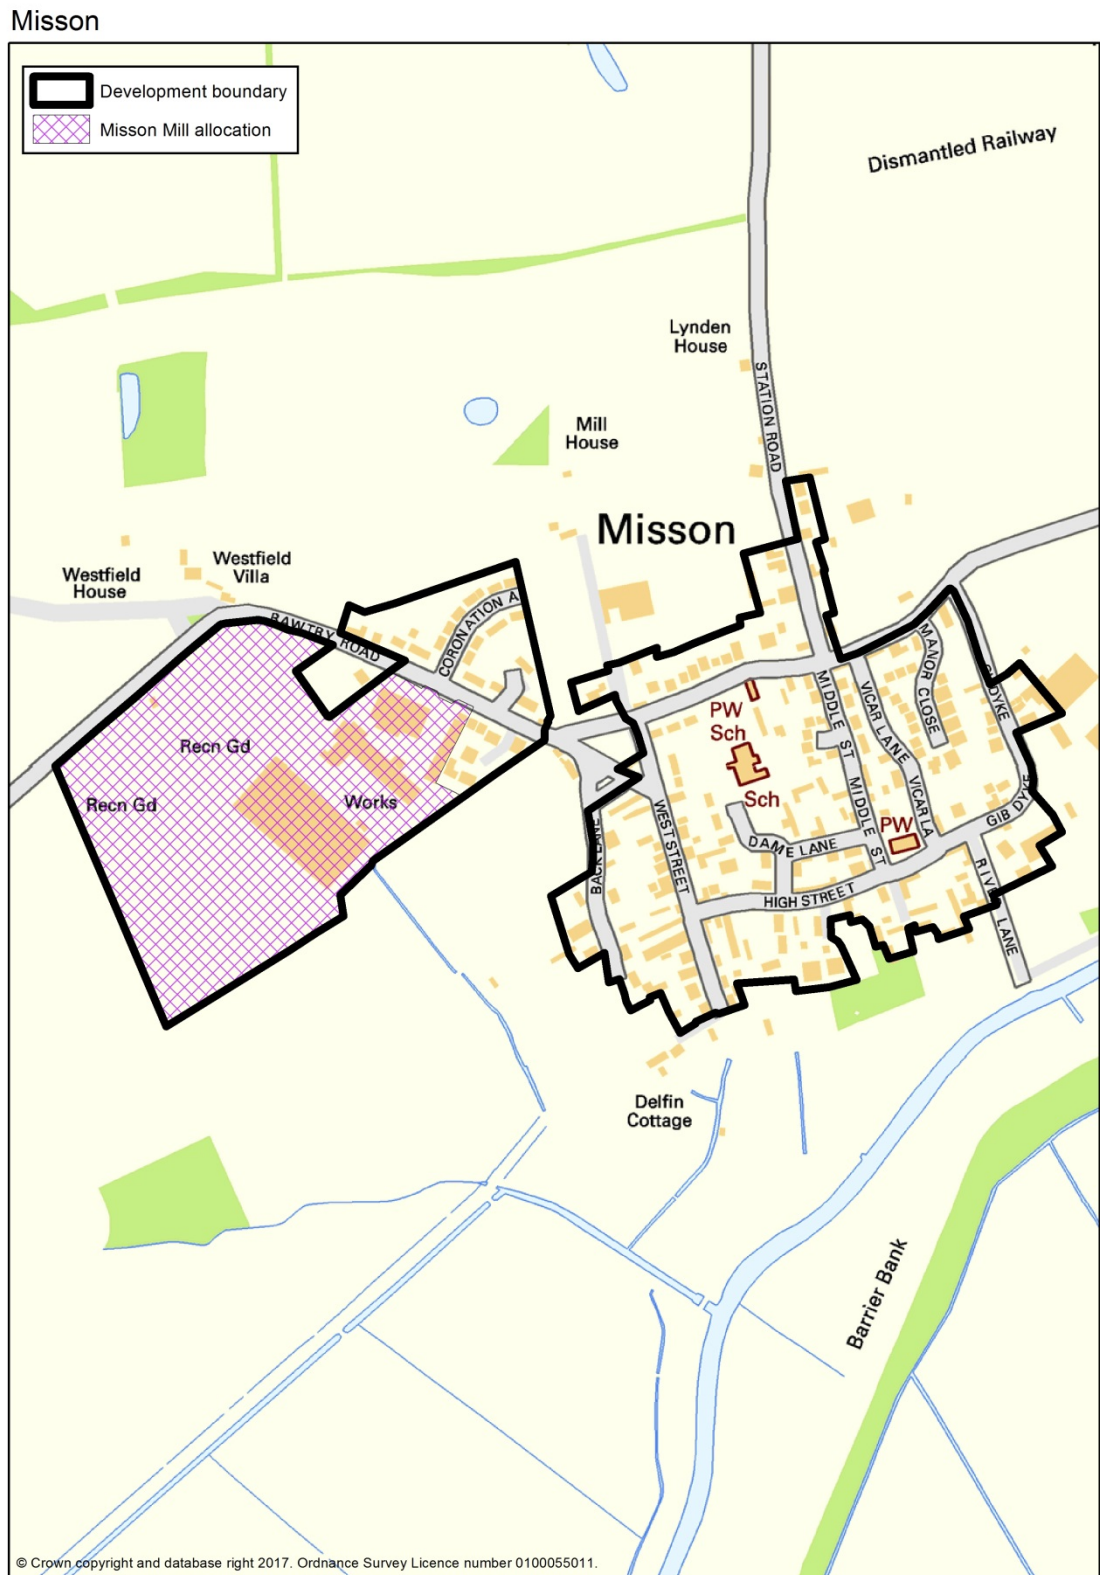 Misson
Development boundary
Misson Mill allocation
Dismantled Railway
Lynden
House
STATION ROAD
Mill
House
Misson
Westfield
Villa
Westfield
House
BAWTRY ROAD
CORONATION A
MANOR CLOSE
MIDDLE ST
VICAR LANE
PW
Sch
Recn Gd
Recn Gd
Works
Sch
MIDDLE ST
VICAR LA
GIB DYKE
WEST STREET
PW
DAME LANE
BACK LANE
HIGH STREET
LANE
Delfin
Cottage
Barrier Bank
© Crown copyright and database right 2017. Ordnance Survey Licence number 0100055011.